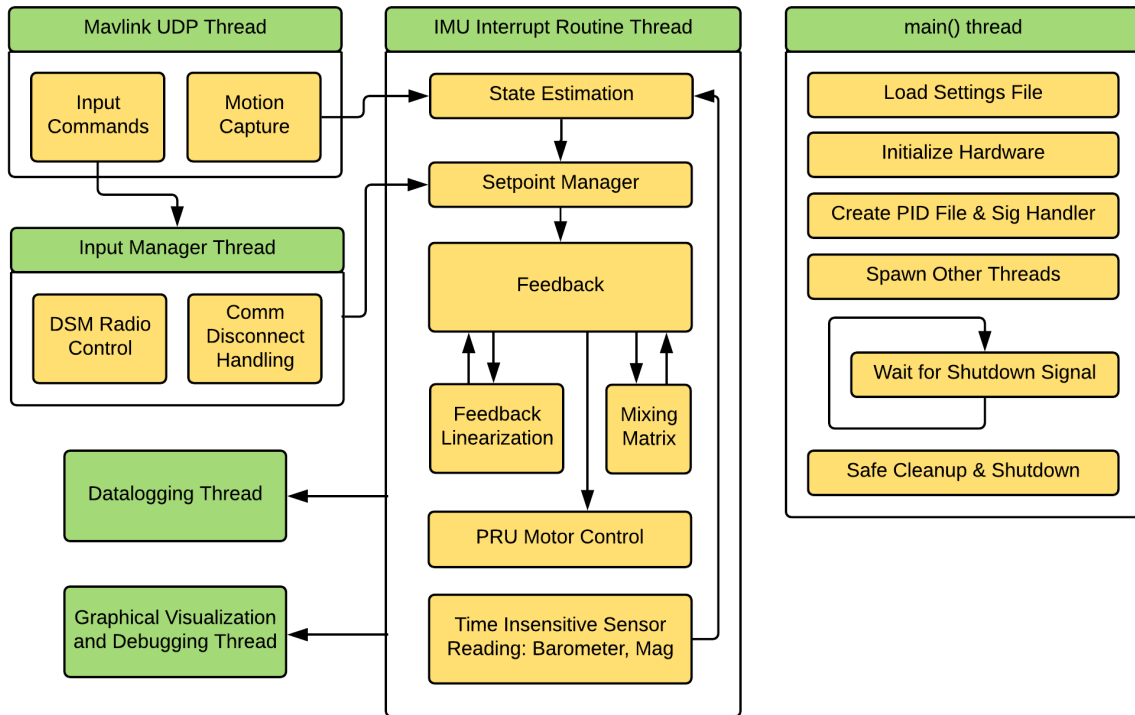 Mavlink UDP Thread
Input
Commands
Motion
Capture
Input Manager Thread
DSM Radio
Control
Comm
Disconnect
Handling
Datalogging Thread
Graphical Visualization
and Debugging Thread
IMU Interrupt Routine Thread
State Estimation
Setpoint Manager
Feedback
Feedback
Linearization
Mixing
Matrix
PRU Motor Control
Time Insensitive Sensor
Reading: Barometer, Mag
main() thread
Load Settings File
Initialize Hardware
Create PID File & Sig Handler
Spawn Other Threads
Wait for Shutdown Signal
Safe Cleanup & Shutdown